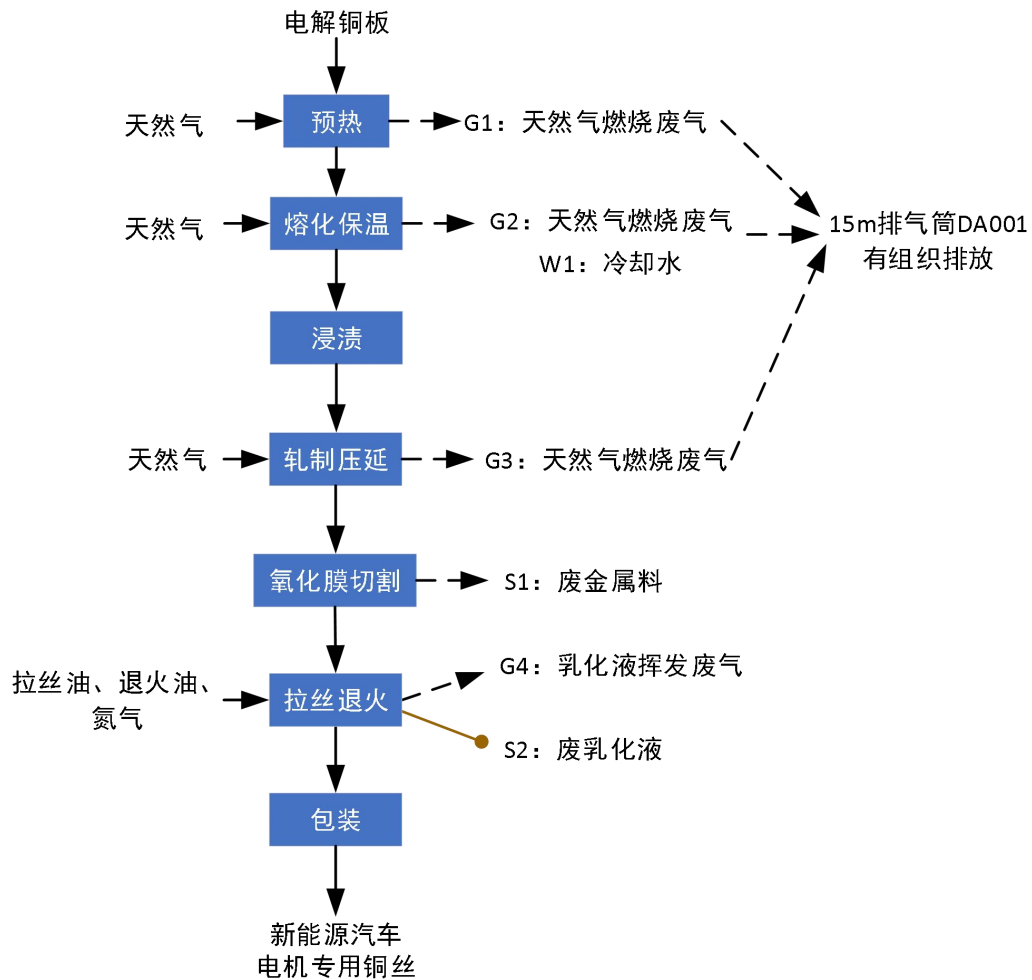 电解铜板
天然气
预热
G1：天然气燃烧废气
天然气
熔化保温
G2：天然气燃烧废气
W1：冷却水
15m排气筒DA001
有组织排放
浸渍
天然气
轧制压延
G3：天然气燃烧废气
氧化膜切割
S1：废金属料
拉丝油、退火油、
氮气
拉丝退火
G4：乳化液挥发废气
S2：废乳化液
包装
新能源汽车
电机专用铜丝